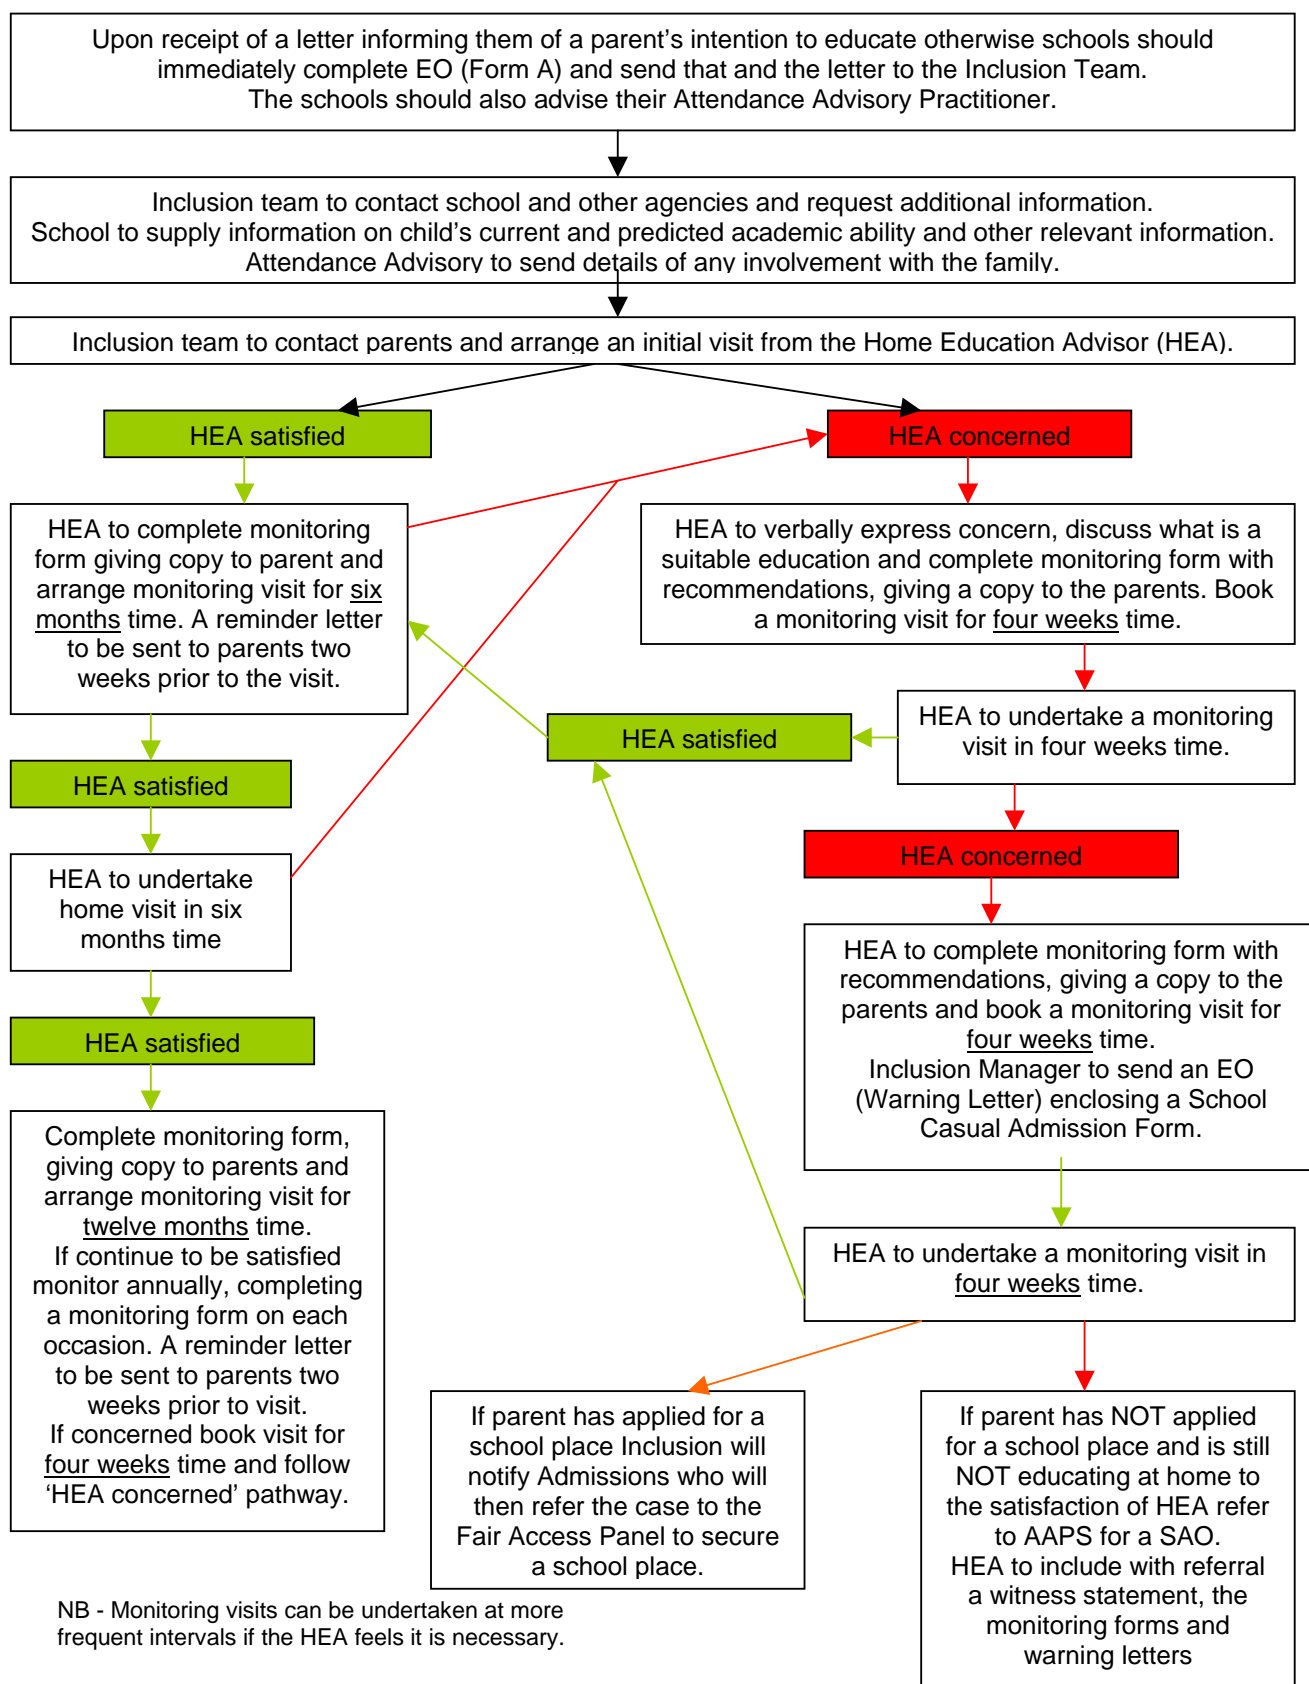 Upon receipt of a letter informing them of a parent's intention to educate otherwise schools should
immediately complete EO (Form A) and send that and the letter to the Inclusion Team.
The schools should also advise their Attendance Advisory Practitioner.
Inclusion team to contact school and other agencies and request additional information.
School to supply information on child's current and predicted academic ability and other relevant information.
Attendance Advisory to send details of any involvement with the family.
Inclusion team to contact parents and arrange an initial visit from the Home Education Advisor (HEA).
HEA satisfied
HEA to complete monitoring
form giving copy to parent and
arrange monitoring visit for six
months time. A reminder letter
to be sent to parents two
weeks prior to the visit.
HEA satisfied
HEA to undertake
home visit in six
months time
HEA satisfied
Complete monitoring form,
giving copy to parents and
arrange monitoring visit for
twelve months time.
If continue to be satisfied
monitor annually, completing
a monitoring form on each
occasion. A reminder letter
to be sent to parents two
weeks prior to visit.
If concerned book visit for
four weeks time and follow
'HEA concerned' pathway.
HEA concerned
HEA to verbally express concern, discuss what is a
suitable education and complete monitoring form with
recommendations, giving a copy to the parents. Book
a monitoring visit for four weeks time.
HEA to undertake a monitoring
visit in four weeks time.
HEA satisfied
HEA concerned
HEA to complete monitoring form with
recommendations, giving a copy to the
parents and book a monitoring visit for
four weeks time.
Inclusion Manager to send an EO
(Warning Letter) enclosing a School
Casual Admission Form.
HEA to undertake a monitoring visit in
four weeks time.
If parent has applied for a
school place Inclusion will
notify Admissions who will
then refer the case to the
Fair Access Panel to secure
a school place.
If parent has NOT applied
for a school place and is still
NOT educating at home to
the satisfaction of HEA refer
to AAPS for a SAO.
HEA to include with referral
a witness statement, the
monitoring forms and
warning letters
NB - Monitoring visits can be undertaken at more
frequent intervals if the HEA feels it is necessary.